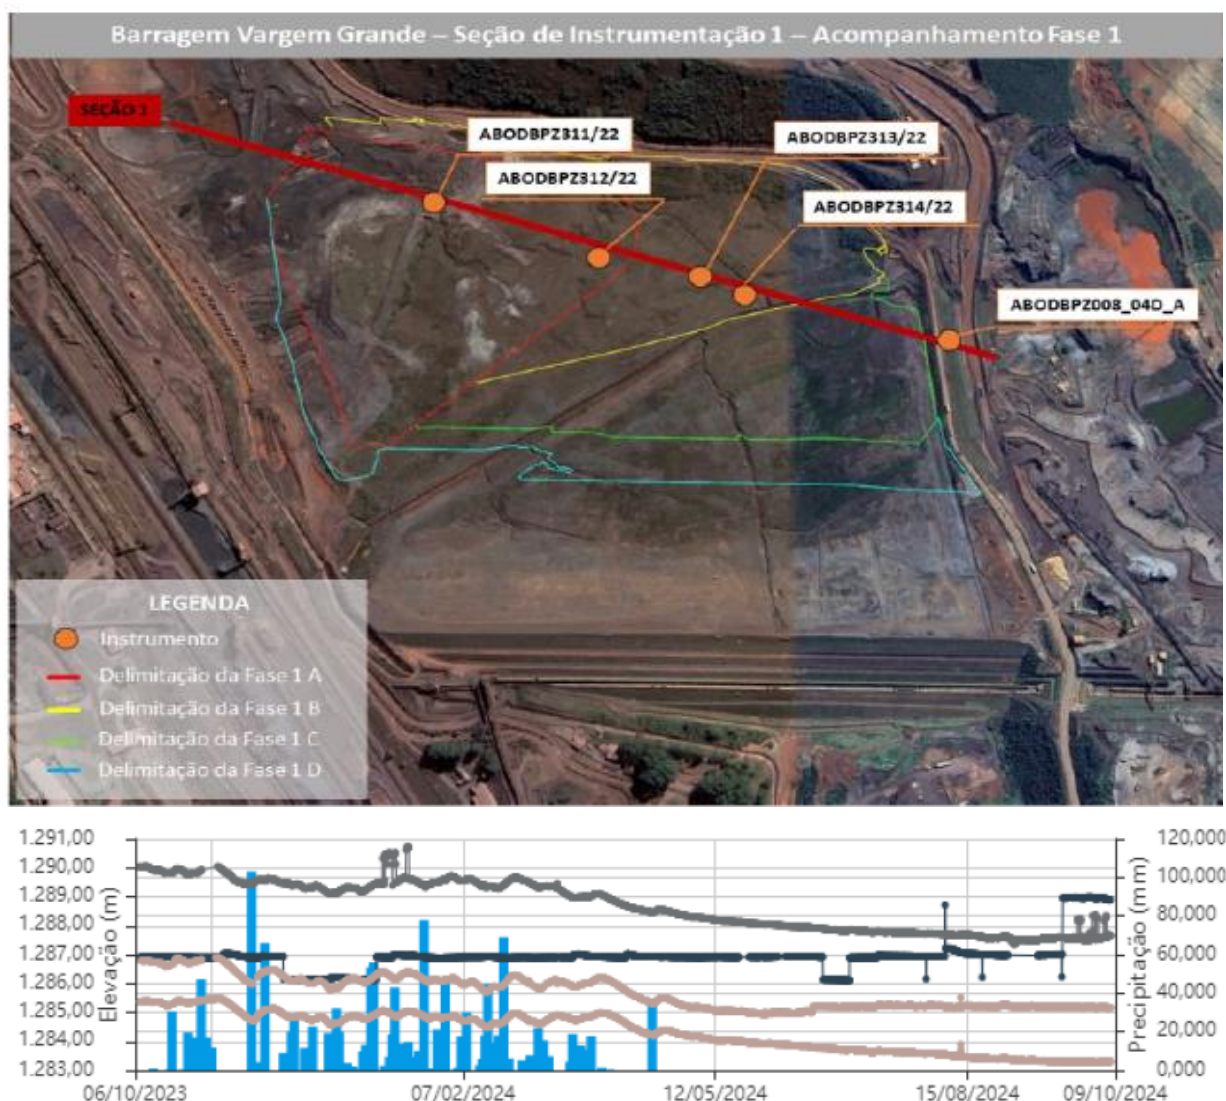 Barragem Vargem Grande – Seção de Instrumentação 1 – Acompanhamento Fase 1
SEÇÃO 1
ABODBPZ311/22
ABODBPZ313/22
ABODBPZ312/22
ABODBPZ314/22
ABODBPZ008_040_A
LEGENDA
Instrumento
Delimitação da Fase 1 A
Delimitação da Fase 1 B
Delimitação da Fase 1 C
Delimitação da Fase 1 D
1.291,00
1.290,00
1.289,00
1.288,00
1.287,00
1.286,00
1.285,00
1.284,00
1.283,00
Elevação (m)
120,000
100,000
80,000
60,000
40,000
20,000
0,000
Precipitação (mm)
06/10/2023
07/02/2024
12/05/2024
15/08/2024
09/10/2024